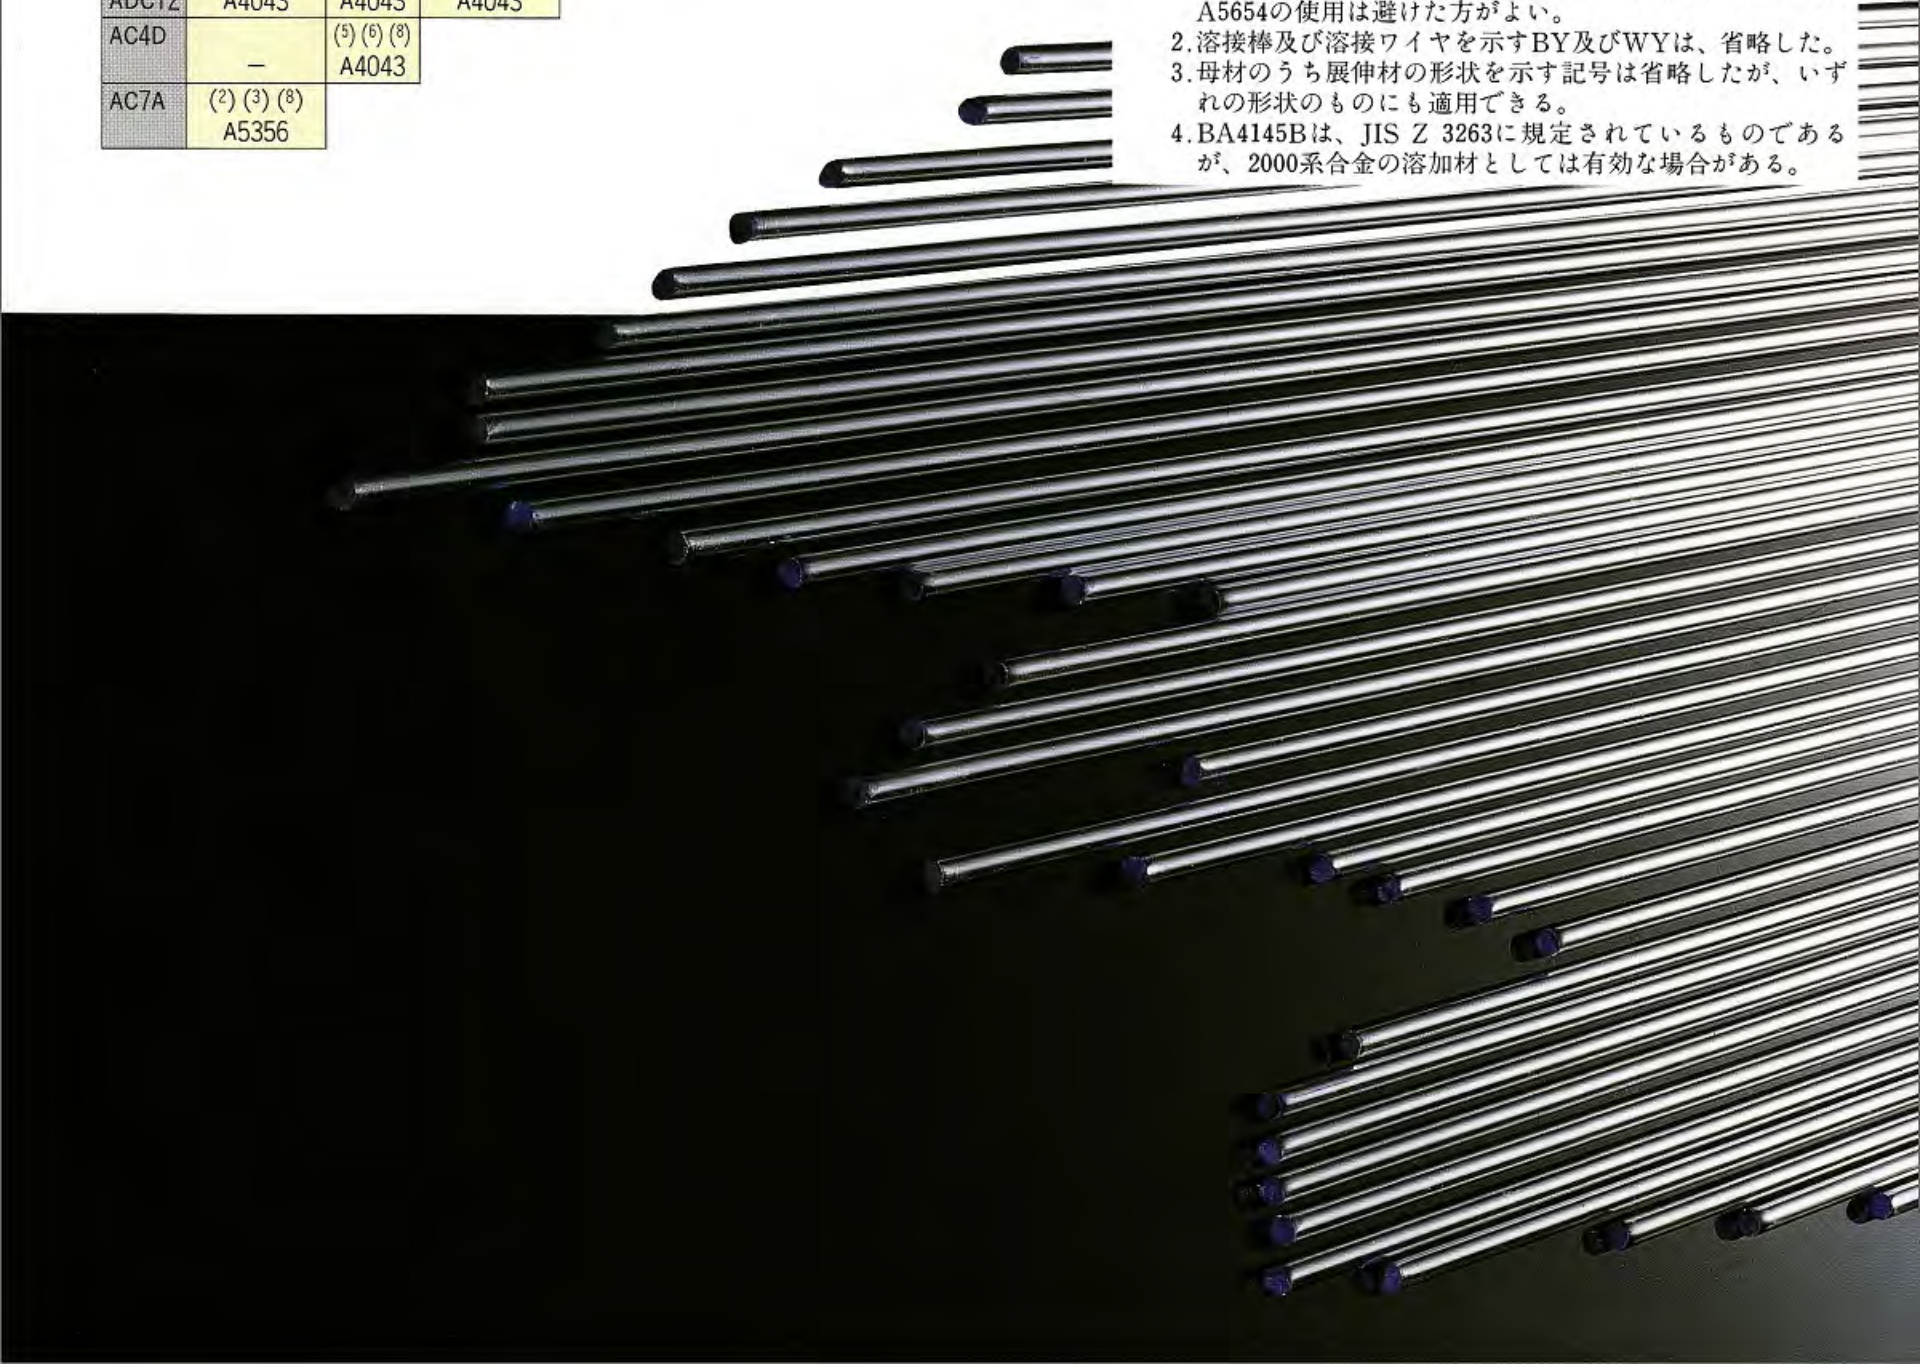 ADC12 A4043 A4043 A4043
AC4D (5) (6) (8)
— A4043
AC7A (2) (3) (8)
A5356
A5654の使用は避けた方がよい。
2.溶接棒及び溶接ワイヤを示すBY及びWYは、省略した。
3.母材のうち展伸材の形状を示す記号は省略したが、いず
れの形状のものにも適用できる。
4.BA4145Bは、JIS Z 3263に規定されているものである
が、2000系合金の溶加材としては有効な場合がある。